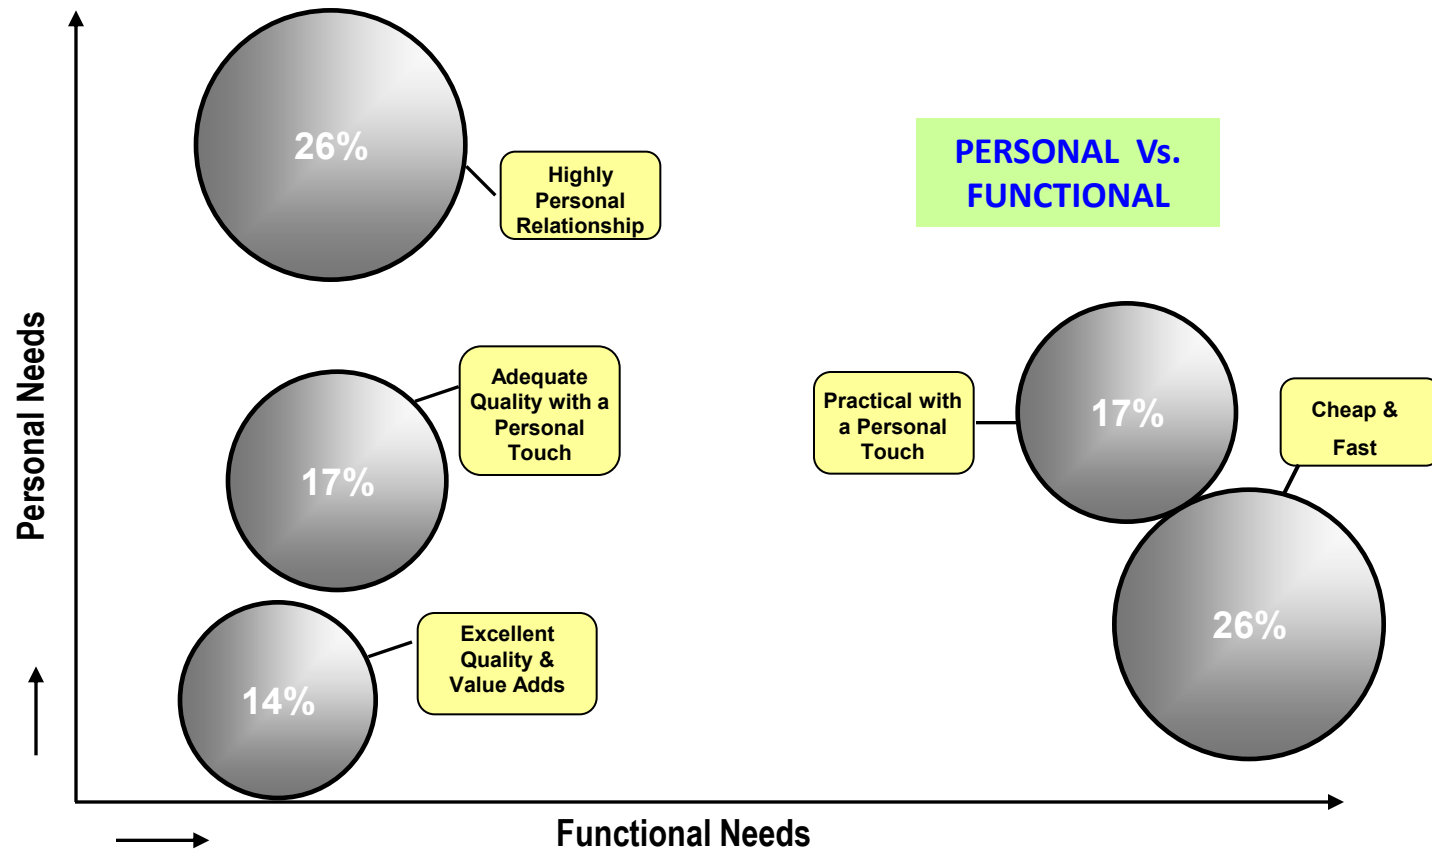 26%
Highly
Personal
Relationship
PERSONAL Vs.
FUNCTIONAL
Personal Needs
Adequate
Quality with a
Personal
Touch
17%
Practical with
a Personal
Touch
17%
Cheap &
Fast
Excellent
Quality &
Value Adds
14%
26%
Functional Needs